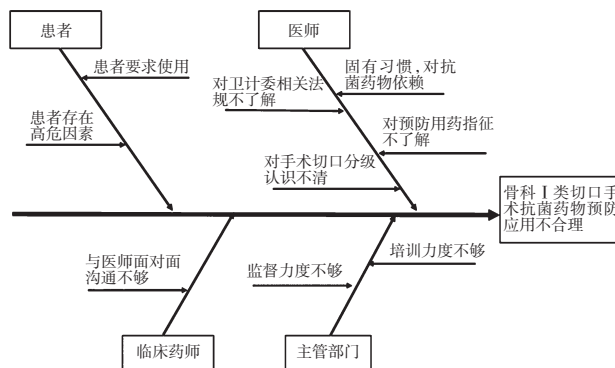 患者
医师
患者要求使用
固有习惯,对抗
菌药物依赖
对卫计委相关法
规不了解
患者存在
高危因素
对预防用药指征
不了解
对手术切口分级
认识不清
骨科Ⅰ类切口手
术抗菌药物预防
应用不合理
与医师面对面
沟通不够
监督力度不够
培训力度不够
临床药师
主管部门